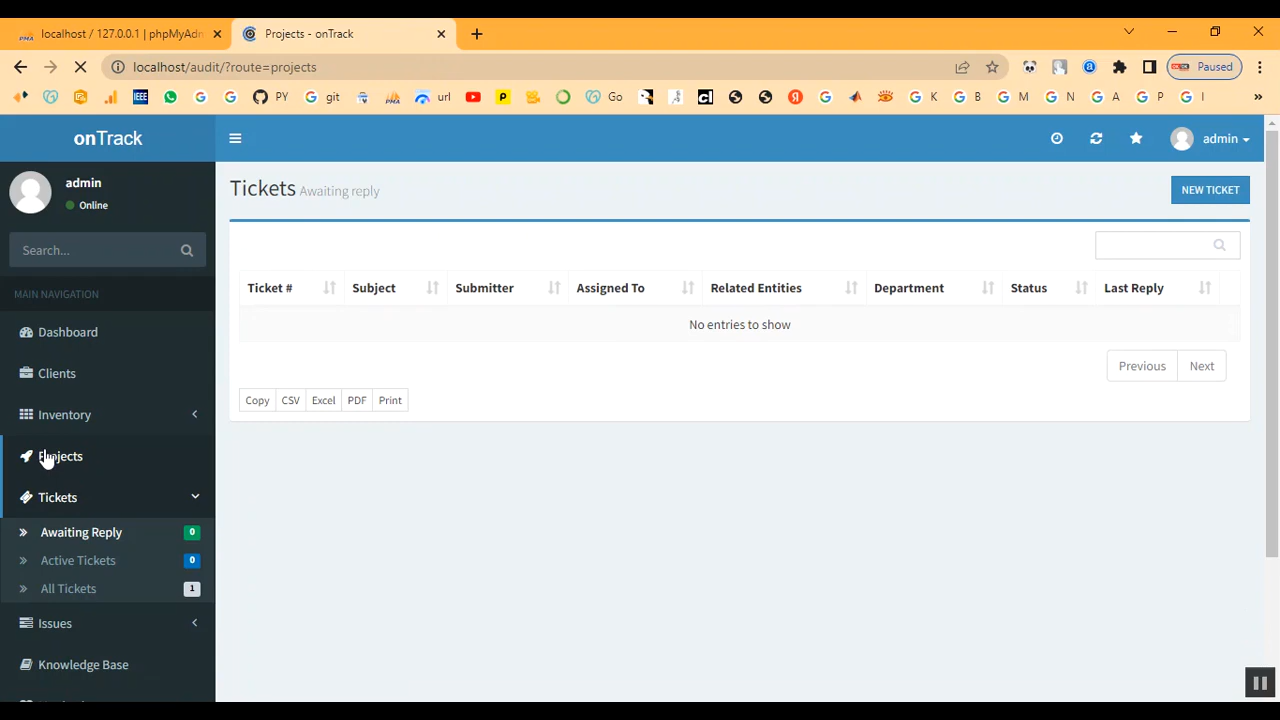 localhost / 127.0.0.1 | phpMyAdn
Projects - onTrack
localhost/audit/?route=projects
Paused
IEEE
PY
git
url
Go
K
B
M
N
A
P
I
onTrack
admin
admin
Online
Search...
MAIN NAVIGATION
Dashboard
Clients
Inventory
Projects
Tickets
Awaiting Reply 0
Active Tickets 0
All Tickets 1
Issues
Knowledge Base
Tickets Awaiting reply
NEW TICKET
Ticket # Subject Submitter Assigned To Related Entities Department Status Last Reply
No entries to show
Previous Next
Copy CSV Excel PDF Print